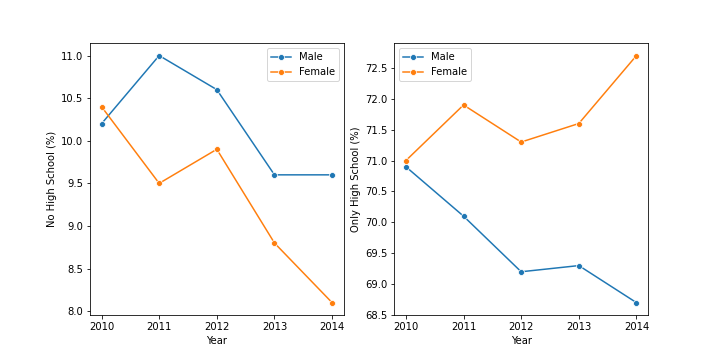 No High School (%)
11.0
10.5
10.0
9.5
9.0
8.5
8.0
2010 2011 2012 2013 2014
Year
Male
Female
Only High School (%)
72.5
72.0
71.5
71.0
70.5
70.0
69.5
69.0
68.5
2010 2011 2012 2013 2014
Year
Male
Female